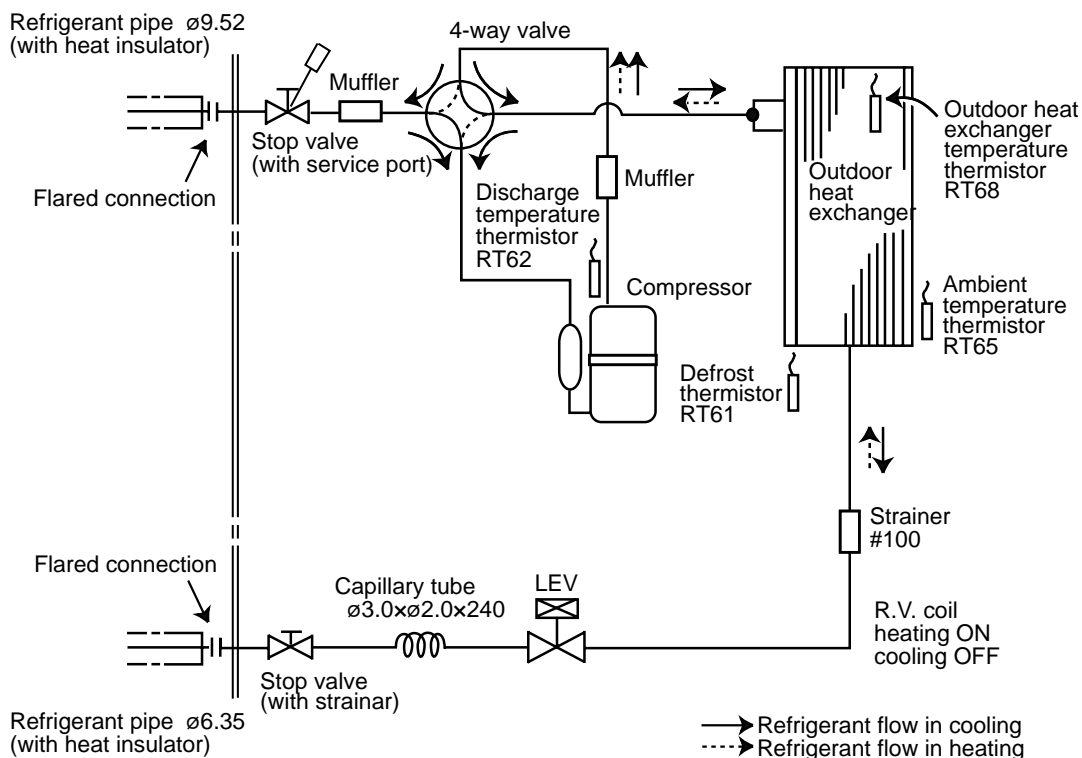 Refrigerant pipe ø9.52
(with heat insulator)
4-way valve
Muffler
Stop valve
(with service port)
Flared connection
Discharge
temperature
thermistor
RT62
Muffler
Compressor
Outdoor
heat
exchanger
Outdoor heat
exchanger
temperature
thermistor
RT68
Ambient
temperature
thermistor
RT65
Defrost
thermistor
RT61
Strainer
#100
Flared connection
Capillary tube
ø3.0×ø2.0×240
LEV
R.V. coil
heating ON
cooling OFF
Stop valve
(with strainar)
Refrigerant pipe ø6.35
(with heat insulator)
Refrigerant flow in cooling
Refrigerant flow in heating